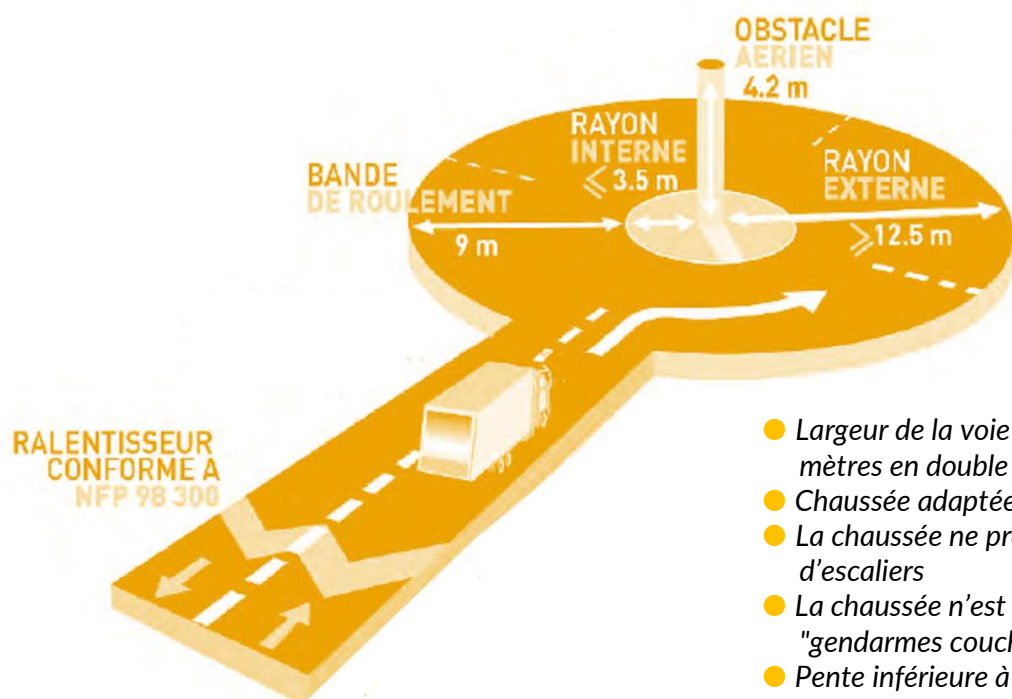 OBSTACLE
AERIEN
4.2 m
RAYON
INTERNE
⩽ 3.5 m
RAYON
EXTERNE
⩾12.5 m
BANDE
DE ROULEMENT
9 m
RALENTISSEUR
CONFORME A
NFP 98 300
● Largeur de la voie
mètres en double
● Chaussée adaptée
● La chaussée ne pr
d’escaliers
● La chaussée n’est
"gendarmes couch
● Pente inférieure à